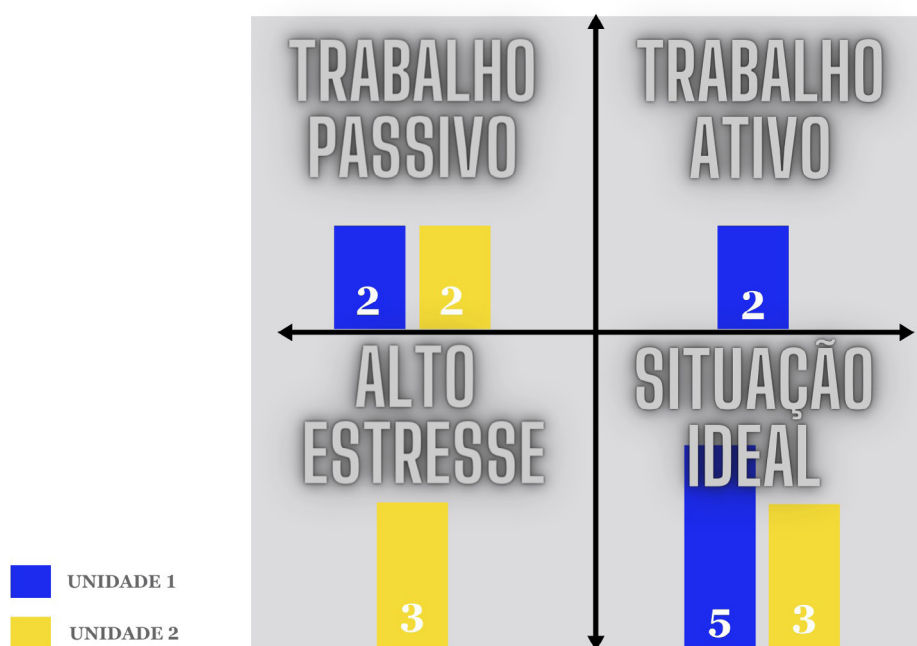 TRABALHO
PASSIVO
TRABALHO
ATIVO
2
2
2
ALTO
ESTRESSE
SITUAÇÃO
IDEAL
3
5
3
UNIDADE 1
UNIDADE 2